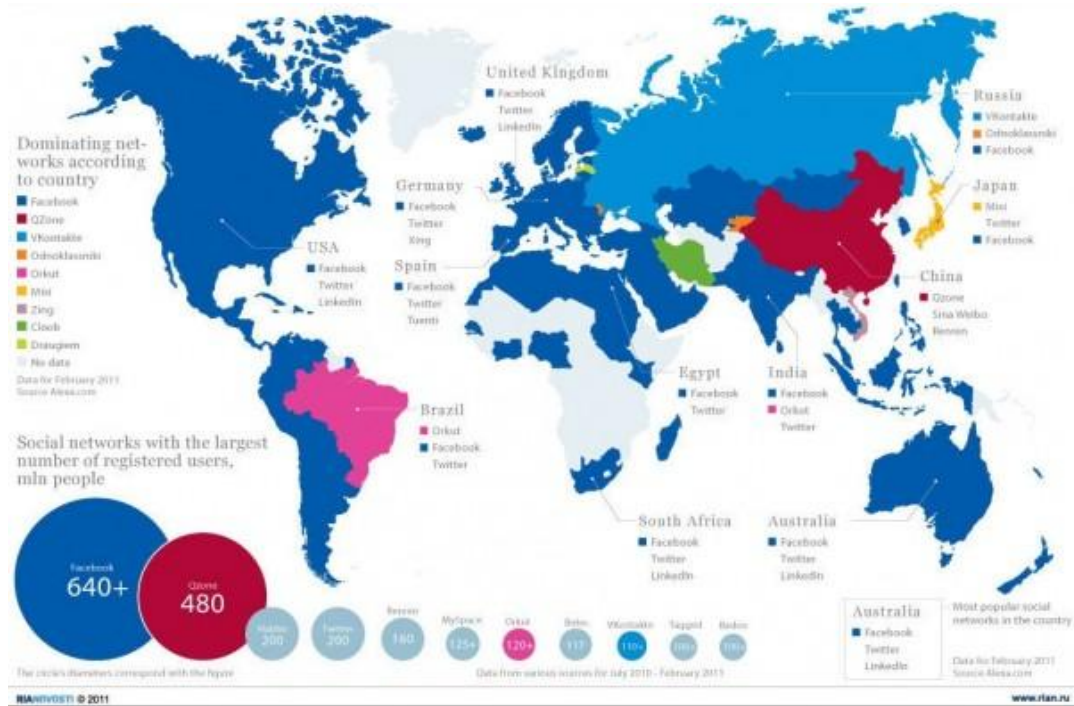 United Kingdom
Facebook
Twitter
LinkedIn
Russia
VKontakte
Odnoklassniki
Facebook
Dominating net-
works according
to country
Facebook
QZone
VKontakte
Odnoklassniki
Orkut
Mixi
Zing
Cloob
Draugiem
No data
Data for February 2011
Source Alexa.com
Germany
Facebook
Twitter
Xing
Japan
Mixi
Twitter
Facebook
USA
Facebook
Twitter
LinkedIn
Spain
Facebook
Twitter
Tuenti
China
Qzone
Sina Weibo
Renren
Egypt
Facebook
Twitter
India
Facebook
Orkut
Twitter
Brazil
Orkut
Facebook
Twitter
Social networks with the largest
number of registered users,
mln people
South Africa
Facebook
Twitter
LinkedIn
Australia
Facebook
Twitter
LinkedIn
Facebook
640+
Qzone
480
200
Twitter
200
Renren
160
MySpace
125+
Orkut
120+
117
VKontakte
110+
Tagged
100+
Badoo
100+
Australia
Facebook
Twitter
LinkedIn
Most popular social
networks in the country
Data for February 2011
Source Alexa.com
The circle's diameters correspond with the figure
Data from various sources for July 2010 - February 2011
RIANOVOSTI © 2011
www.rian.ru